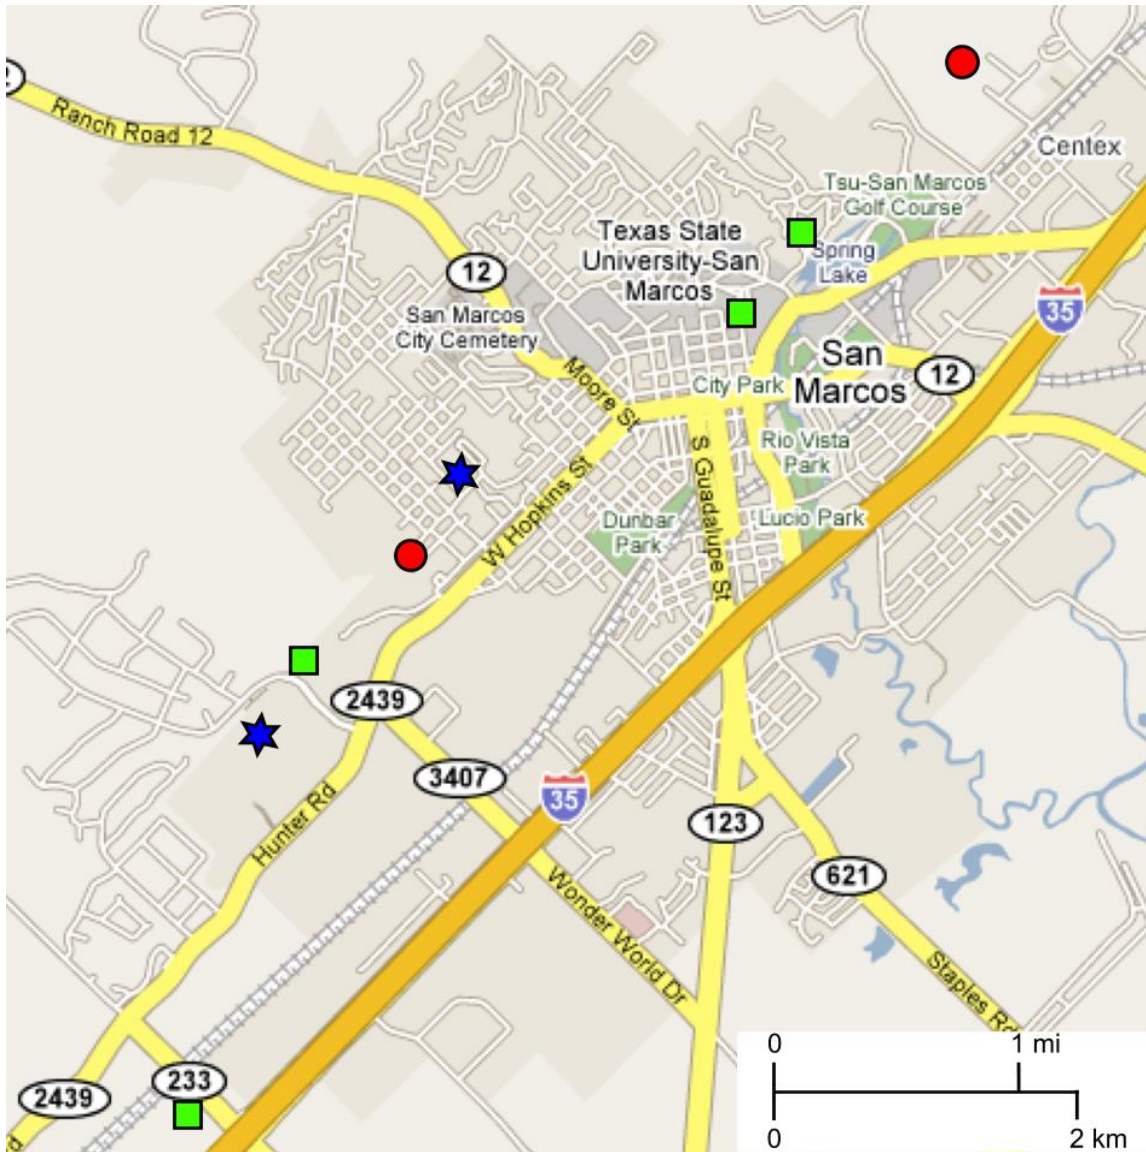 Ranch Road 12
Centex
Tsu-San Marcos
Golf Course
Texas State
University-San
Marcos
Spring
Lake
12
San Marcos
City Cemetery
35
San
Marcos
12
Moore St
City Park
Rio Vista
Park
W Hopkins St
S Guadalupe St
Dunbar
Park
Lucio Park
2439
3407
35
Hunter Rd
123
621
Wonder World Dr
Staples Rd
233
2439
0
1 mi
0
2 km